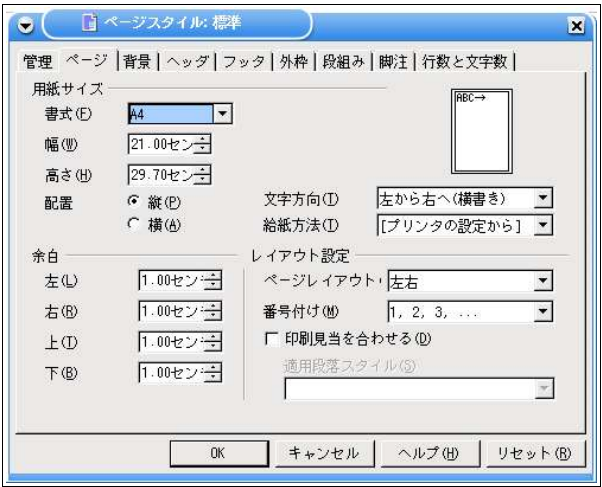 ページスタイル: 標準
管理 ページ 背景 ヘッダ フッタ 外枠 段組み 脚注 行数と文字数
用紙サイズ
ABC→
書式(F) A4
幅(W) 21.00セン
高さ(H) 29.70セン
配置 縦(P) 文字方向(T) 左から右へ(横書き)
横(A) 給紙方法(T) [プリンタの設定から]
余白 レイアウト設定
左(L) 1.00セン ページレイアウト 左右
右(R) 1.00セン 番号付け(M) 1, 2, 3, ...
上(T) 1.00セン 印刷見当を合わせる(D)
適用段落スタイル(S)
下(B) 1.00セン
OK キャンセル ヘルプ(H) リセット(R)